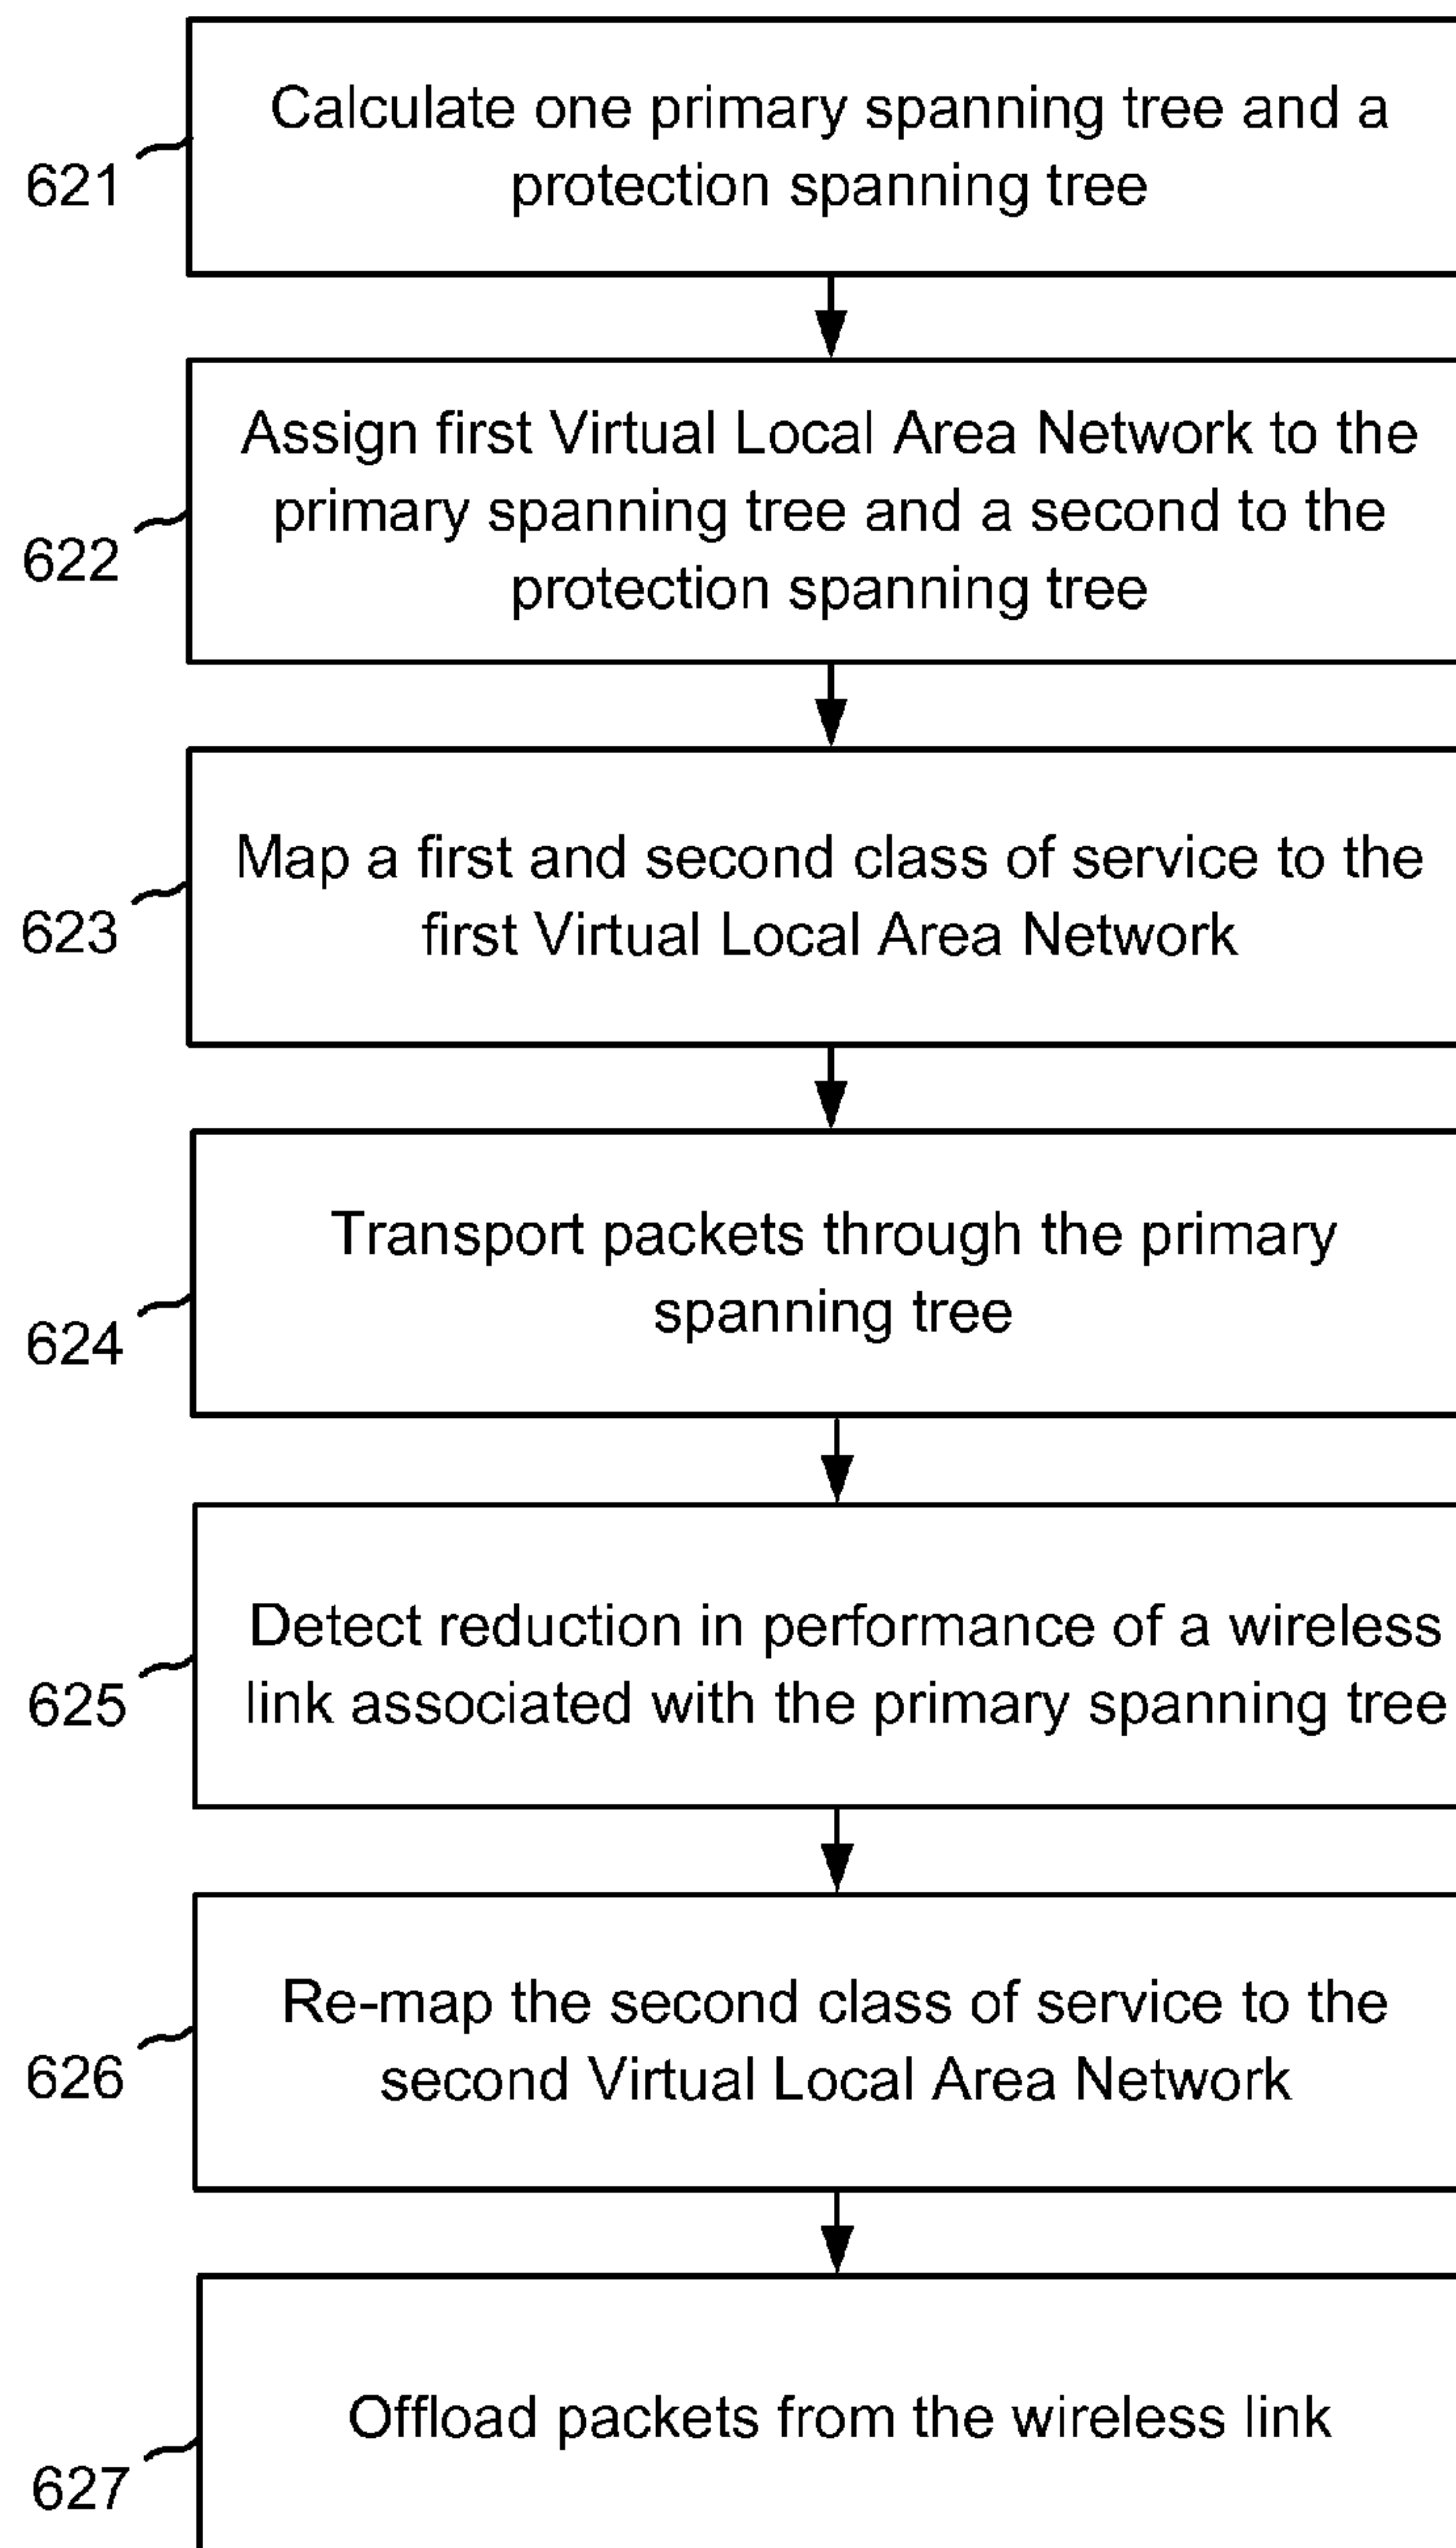 Calculate one primary spanning tree and a
protection spanning tree
621
Assign first Virtual Local Area Network to the
primary spanning tree and a second to the
protection spanning tree
622
Map a first and second class of service to the
first Virtual Local Area Network
623
Transport packets through the primary
spanning tree
624
Detect reduction in performance of a wireless
link associated with the primary spanning tree
625
Re-map the second class of service to the
second Virtual Local Area Network
626
Offload packets from the wireless link
627